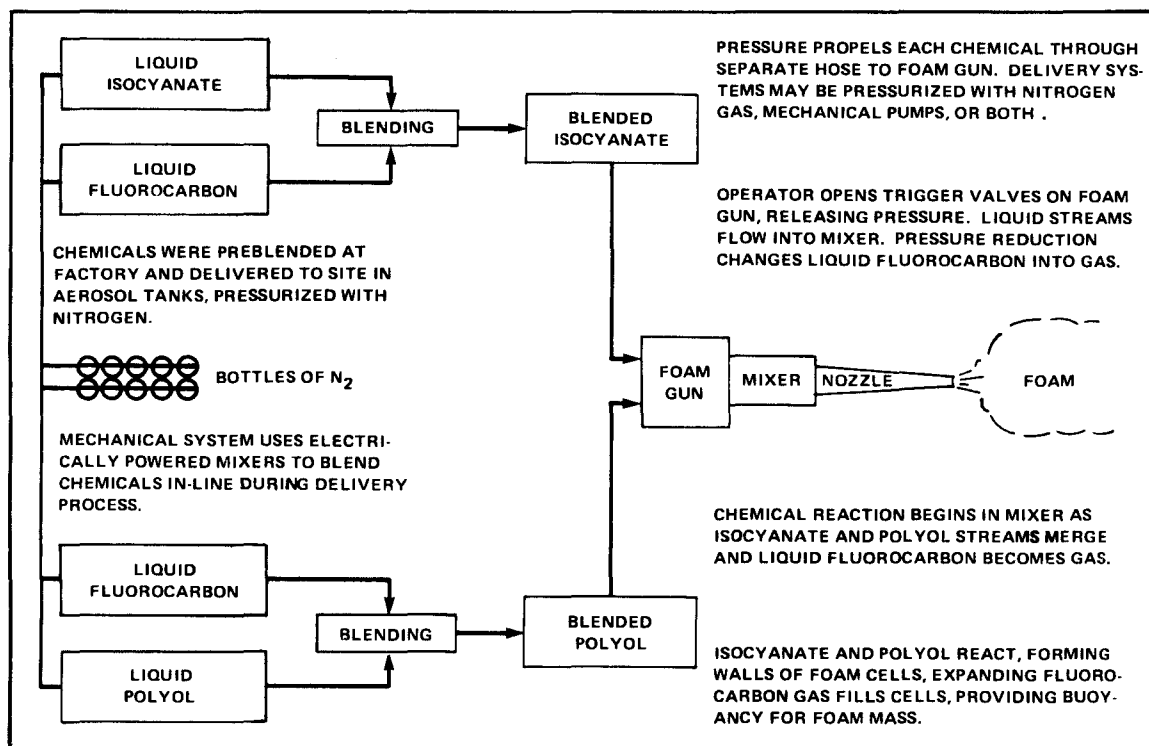 LIQUID
ISOCYANATE
BLENDING
BLENDED
ISOCYANATE
LIQUID
FLUOROCARBON
PRESSURE PROPELS EACH CHEMICAL THROUGH
SEPARATE HOSE TO FOAM GUN. DELIVERY SYS-
TEMS MAY BE PRESSURIZED WITH NITROGEN
GAS, MECHANICAL PUMPS, OR BOTH .
OPERATOR OPENS TRIGGER VALVES ON FOAM
GUN, RELEASING PRESSURE. LIQUID STREAMS
FLOW INTO MIXER. PRESSURE REDUCTION
CHANGES LIQUID FLUOROCARBON INTO GAS.
CHEMICALS WERE PREBLENDED AT
FACTORY AND DELIVERED TO SITE IN
AEROSOL TANKS, PRESSURIZED WITH
NITROGEN.
BOTTLES OF N₂
FOAM
GUN
MIXER
NOZZLE
FOAM
MECHANICAL SYSTEM USES ELECTRI-
CALLY POWERED MIXERS TO BLEND
CHEMICALS IN-LINE DURING DELIVERY
PROCESS.
CHEMICAL REACTION BEGINS IN MIXER AS
ISOCYANATE AND POLYOL STREAMS MERGE
AND LIQUID FLUOROCARBON BECOMES GAS.
LIQUID
FLUOROCARBON
BLENDING
BLENDED
POLYOL
LIQUID
POLYOL
ISOCYANATE AND POLYOL REACT, FORMING
WALLS OF FOAM CELLS, EXPANDING FLUORO-
CARBON GAS FILLS CELLS, PROVIDING BUOY-
ANCY FOR FOAM MASS.